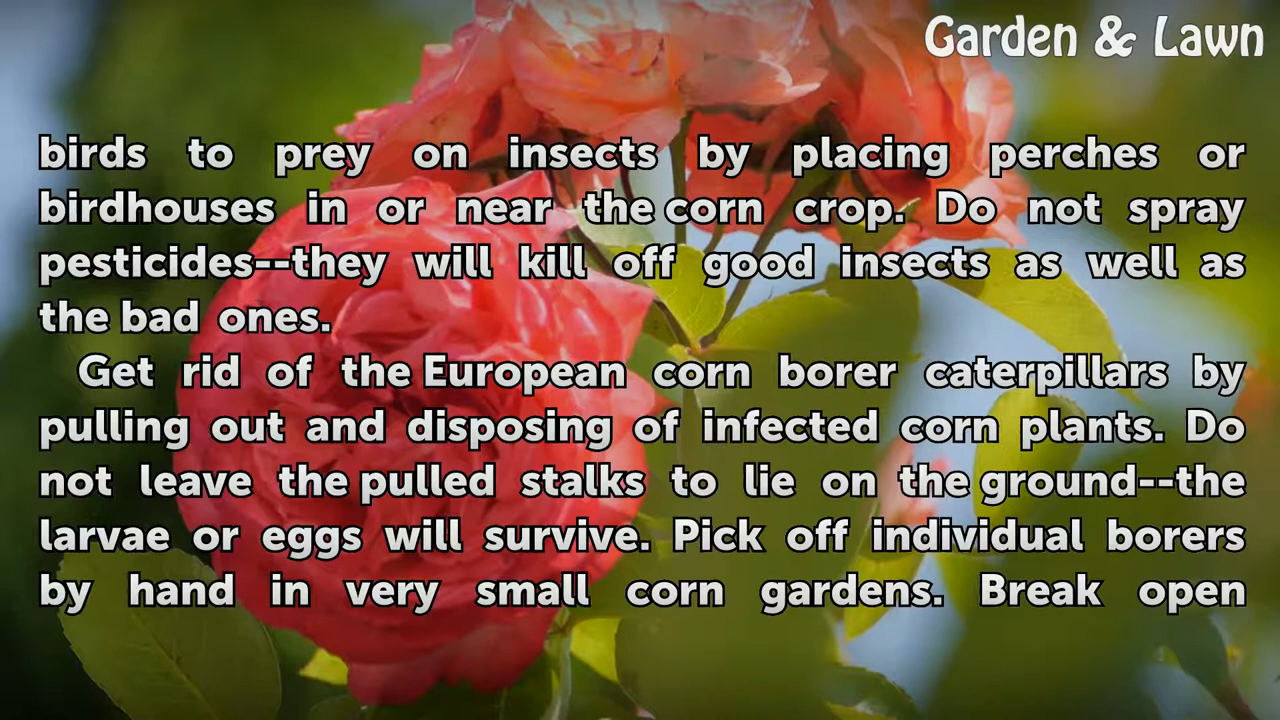 Garden & Lawn
birds to prey on insects by placing perches or
birdhouses in or near the corn crop. Do not spray
pesticides--they will kill off good insects as well as
the bad ones.
Get rid of the European corn borer caterpillars by
pulling out and disposing of infected corn plants. Do
not leave the pulled stalks to lie on the ground--the
larvae or eggs will survive. Pick off individual borers
by hand in very small corn gardens. Break open